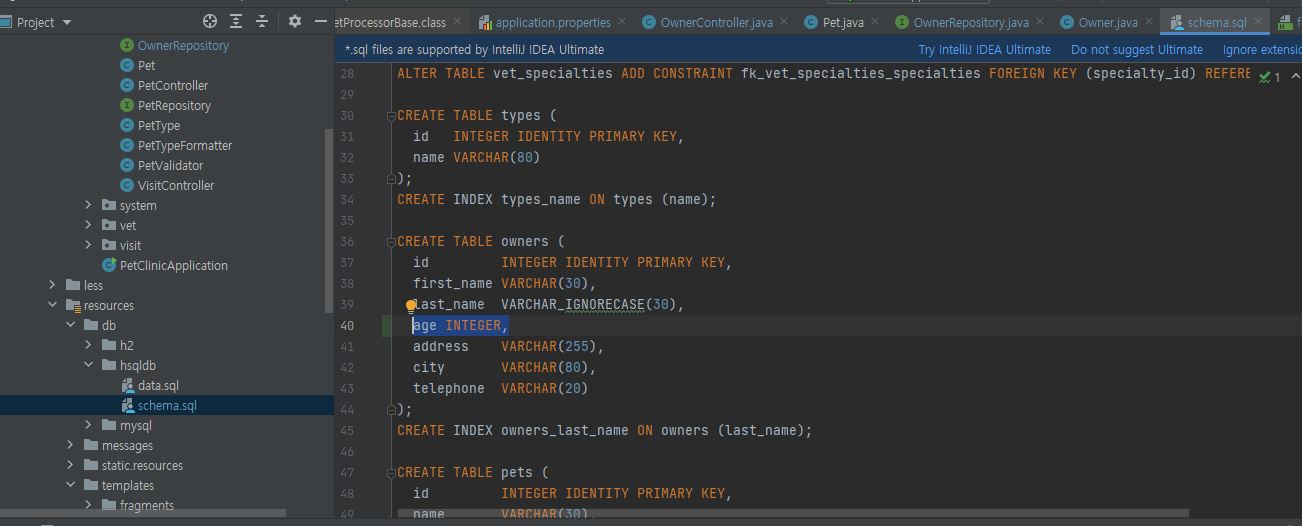 Project
etProcessorBase.class
application.properties
OwnerController.java
Pet.java
OwnerRepository.java
Owner.java
schema.sql
*.sql files are supported by IntelliJ IDEA Ultimate
Try IntelliJ IDEA Ultimate
Do not suggest Ultimate
Ignore extensio
OwnerRepository
Pet
PetController
PetRepository
PetType
PetTypeFormatter
PetValidator
VisitController
system
vet
visit
PetClinicApplication
less
resources
db
h2
hsqldb
data.sql
schema.sql
mysql
messages
static.resources
templates
fragments
28 ALTER TABLE vet_specialties ADD CONSTRAINT fk_vet_specialties_specialties FOREIGN KEY (specialty_id) REFERE
1
29
30 CREATE TABLE types (
31 id INTEGER IDENTITY PRIMARY KEY,
32 name VARCHAR(80)
33 );
34 CREATE INDEX types_name ON types (name);
35
36 CREATE TABLE owners (
37 id INTEGER IDENTITY PRIMARY KEY,
38 first_name VARCHAR(30),
39 last_name VARCHAR_IGNORECASE(30),
40 age INTEGER,
41 address VARCHAR(255),
42 city VARCHAR(80),
43 telephone VARCHAR(20)
44 );
45 CREATE INDEX owners_last_name ON owners (last_name);
46
47 CREATE TABLE pets (
48 id INTEGER IDENTITY PRIMARY KEY,
49 name VARCHAR(30),